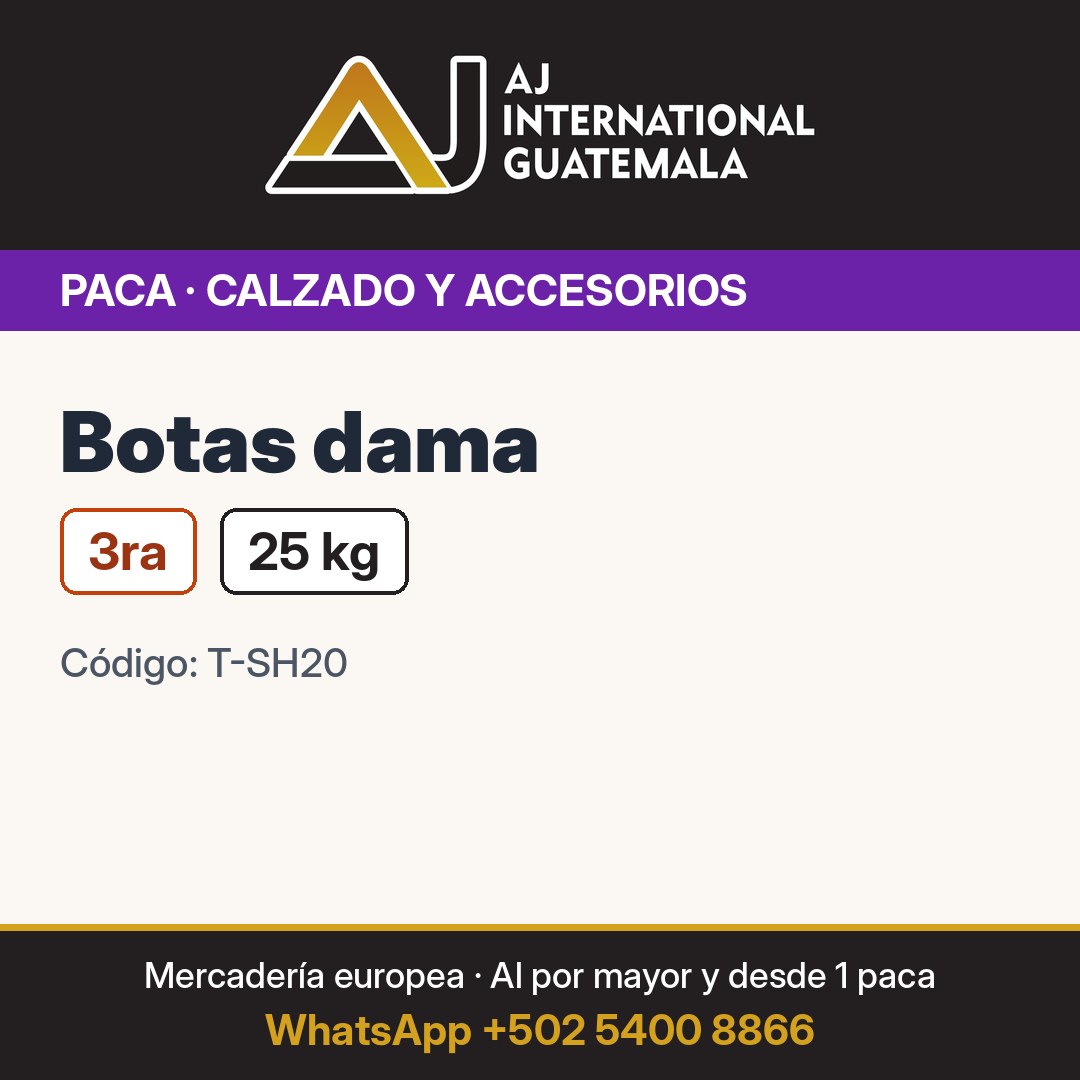 AJ
INTERNATIONAL
GUATEMALA
PACA · CALZADO Y ACCESORIOS
Botas dama
3ra
25 kg
Código: T-SH20
Mercadería europea · Al por mayor y desde 1 paca
WhatsApp +502 5400 8866